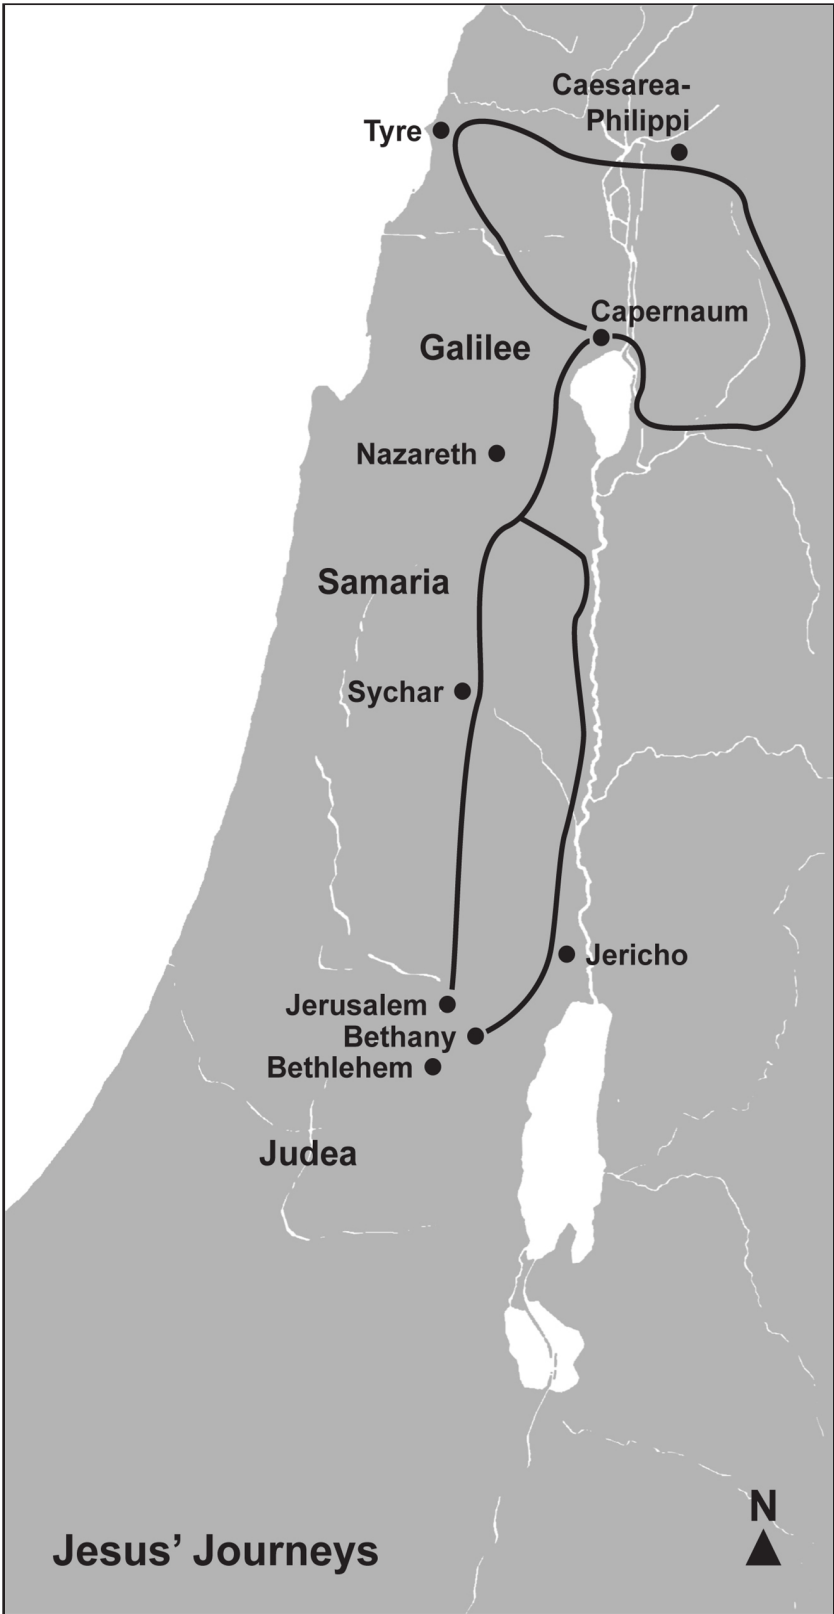 Caesarea-
Philippi
Tyre
Capernaum
Galilee
Nazareth
Samaria
Sychar
Jericho
Jerusalem
Bethany
Bethlehem
Judea
N
Jesus’ Journeys